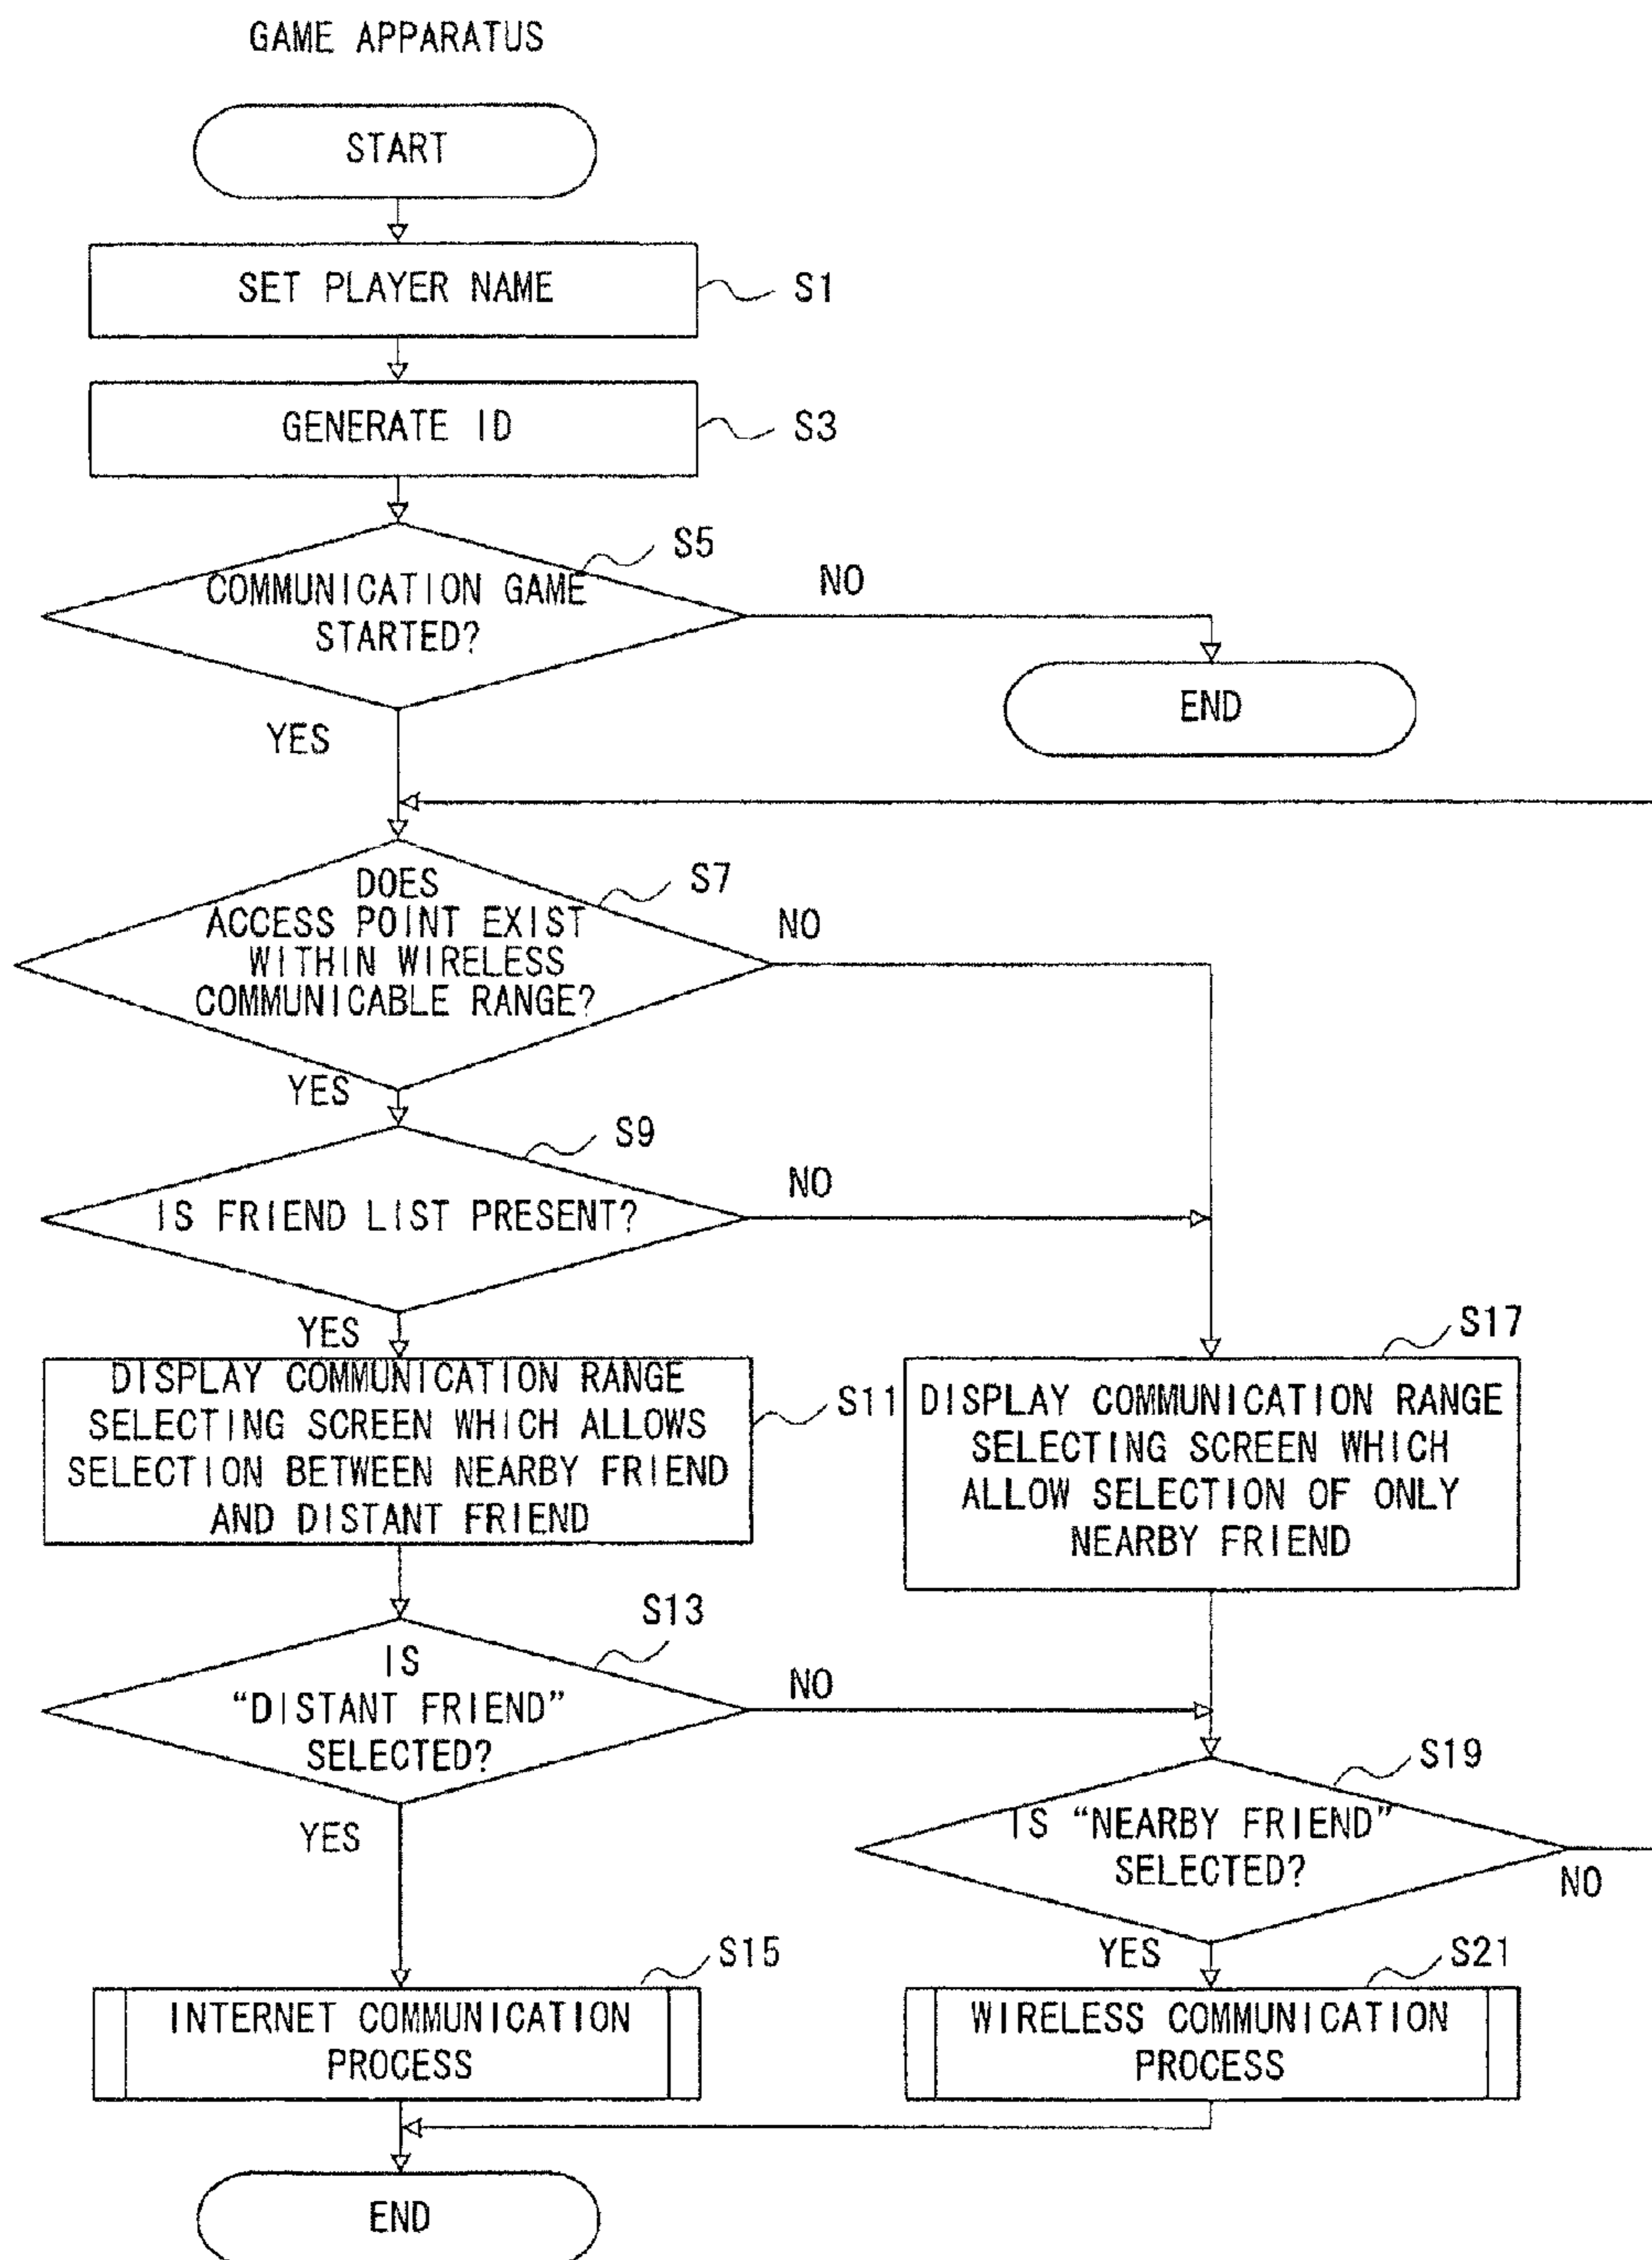 GAME APPARATUS
START
SET PLAYER NAME
S1
GENERATE ID
S3
S5
COMMUNICATION GAME
STARTED?
NO
END
YES
S7
DOES
ACCESS POINT EXIST
WITHIN WIRELESS
COMMUNICABLE RANGE?
NO
YES
S9
IS FRIEND LIST PRESENT?
NO
YES
S11
DISPLAY COMMUNICATION RANGE
SELECTING SCREEN WHICH ALLOWS
SELECTION BETWEEN NEARBY FRIEND
AND DISTANT FRIEND
S17
DISPLAY COMMUNICATION RANGE
SELECTING SCREEN WHICH
ALLOW SELECTION OF ONLY
NEARBY FRIEND
S13
IS
“DISTANT FRIEND”
SELECTED?
NO
YES
S19
IS “NEARBY FRIEND”
SELECTED?
NO
YES
S15
INTERNET COMMUNICATION
PROCESS
S21
WIRELESS COMMUNICATION
PROCESS
END